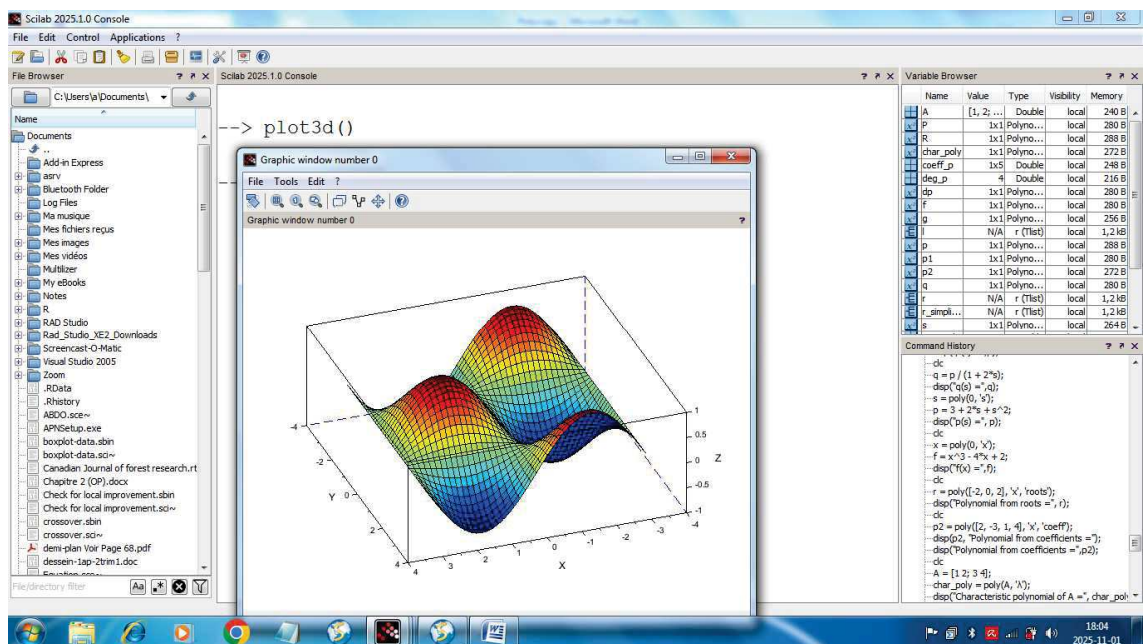 Scilab 2025.1.0 Console
File Edit Control Applications ?
File Browser ? ↗ X
C:\Users\a\Documents\
Name
Documents
..
Add-in Express
asrv
Bluetooth Folder
Log Files
Ma musique
Mes fichiers reçus
Mes images
Mes vidéos
Multilizer
My eBooks
Notes
R
RAD Studio
Rad_Studio_XE2_Downloads
Screencast-O-Matic
Visual Studio 2005
Zoom
.RData
.Rhistory
ABDO.sce~
APNSetup.exe
boxplot-data.sbin
boxplot-data.sci~
Canadian Journal of forest research.rt
Chapitre 2 (OP).docx
Check for local improvement.sbin
Check for local improvement.sci~
crossover.sbin
crossover.sci~
demi-plan Voir Page 68.pdf
dessein-1ap-2trim1.doc
File/directory filter Aa .*
Scilab 2025.1.0 Console ? ↗ X
--> plot3d()
Graphic window number 0
File Tools Edit ?
Graphic window number 0 ?
-4
-2
Y 0
2
4
4 3 2 1 0 -1 -2 -3 -4
X
1
0.5
0 Z
-0.5
-1
Variable Browser ? ↗ X
Name Value Type Visibility Memory
A [1, 2; ... Double local 240 B
P 1x1 Polyno... local 280 B
R 1x1 Polyno... local 288 B
char_poly 1x1 Polyno... local 272 B
coeff_p 1x5 Double local 248 B
deg_p 4 Double local 216 B
dp 1x1 Polyno... local 280 B
f 1x1 Polyno... local 280 B
g 1x1 Polyno... local 256 B
l N/A r (Tlist) local 1,2 kB
p 1x1 Polyno... local 288 B
p1 1x1 Polyno... local 280 B
p2 1x1 Polyno... local 272 B
q 1x1 Polyno... local 280 B
r N/A r (Tlist) local 1,2 kB
r_simpli... N/A r (Tlist) local 1,2 kB
s 1x1 Polyno... local 264 B
Command History ? ↗ X
clc
q = p / (1 + 2*s);
disp("q(s) =",q);
s = poly(0, 's');
p = 3 + 2*s + s^2;
disp("p(s) =", p);
clc
x = poly(0, 'x');
f = x^3 - 4*x + 2;
disp("f(x) =",f);
clc
r = poly([-2, 0, 2], 'x', 'roots');
disp("Polynomial from roots =", r);
clc
p2 = poly([2, -3, 1, 4], 'x', 'coeff');
disp(p2, "Polynomial from coefficients =");
disp("Polynomial from coefficients =",p2);
clc
A = [1 2; 3 4];
char_poly = poly(A, 'λ');
disp("Characteristic polynomial of A =", char_poly
18:04
2025-11-01